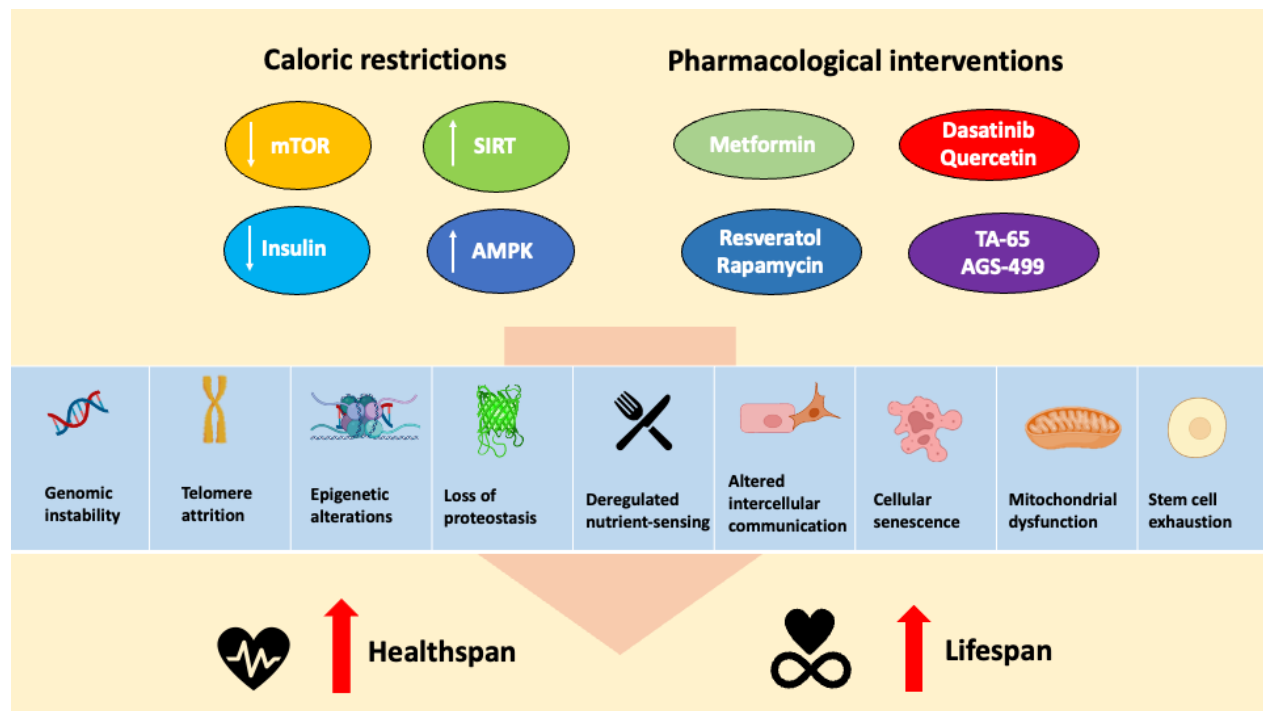 Caloric restrictions
Pharmacological interventions
mTOR
SIRT
Metformin
Dasatinib
Quercetin
Insulin
AMPK
Resveratol
Rapamycin
TA-65
AGS-499
Genomic
instability
Telomere
attrition
Epigenetic
alterations
Loss of
proteostasis
Deregulated
nutrient-sensing
Altered
intercellular
communication
Cellular
senescence
Mitochondrial
dysfunction
Stem cell
exhaustion
Healthspan
Lifespan